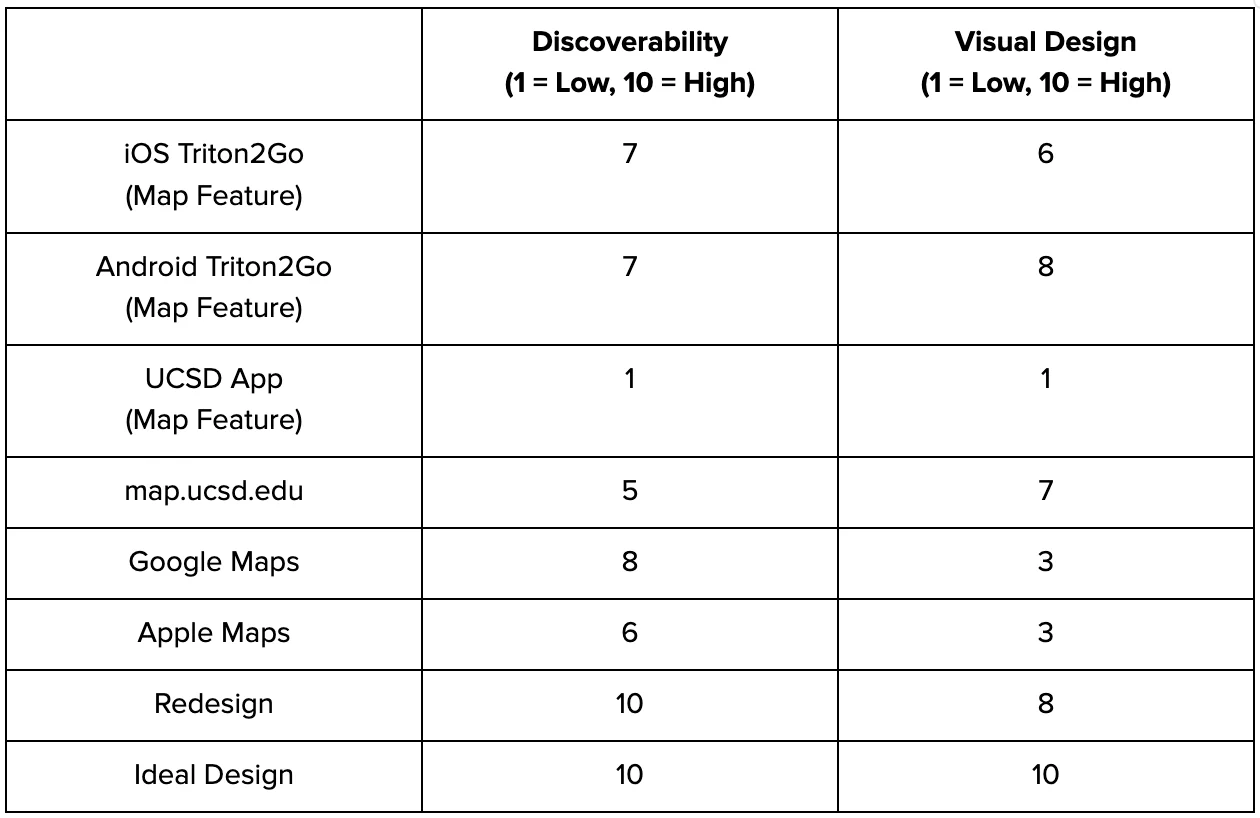 Discoverability Visual Design
(1 = Low, 10 = High) (1 = Low, 10 = High)
iOS Triton2Go 7 6
(Map Feature)
Android Triton2Go 7 8
(Map Feature)
UCSD App 1 1
(Map Feature)
map.ucsd.edu 5 7
Google Maps 8 3
Apple Maps 6 3
Redesign 10 8
Ideal Design 10 10